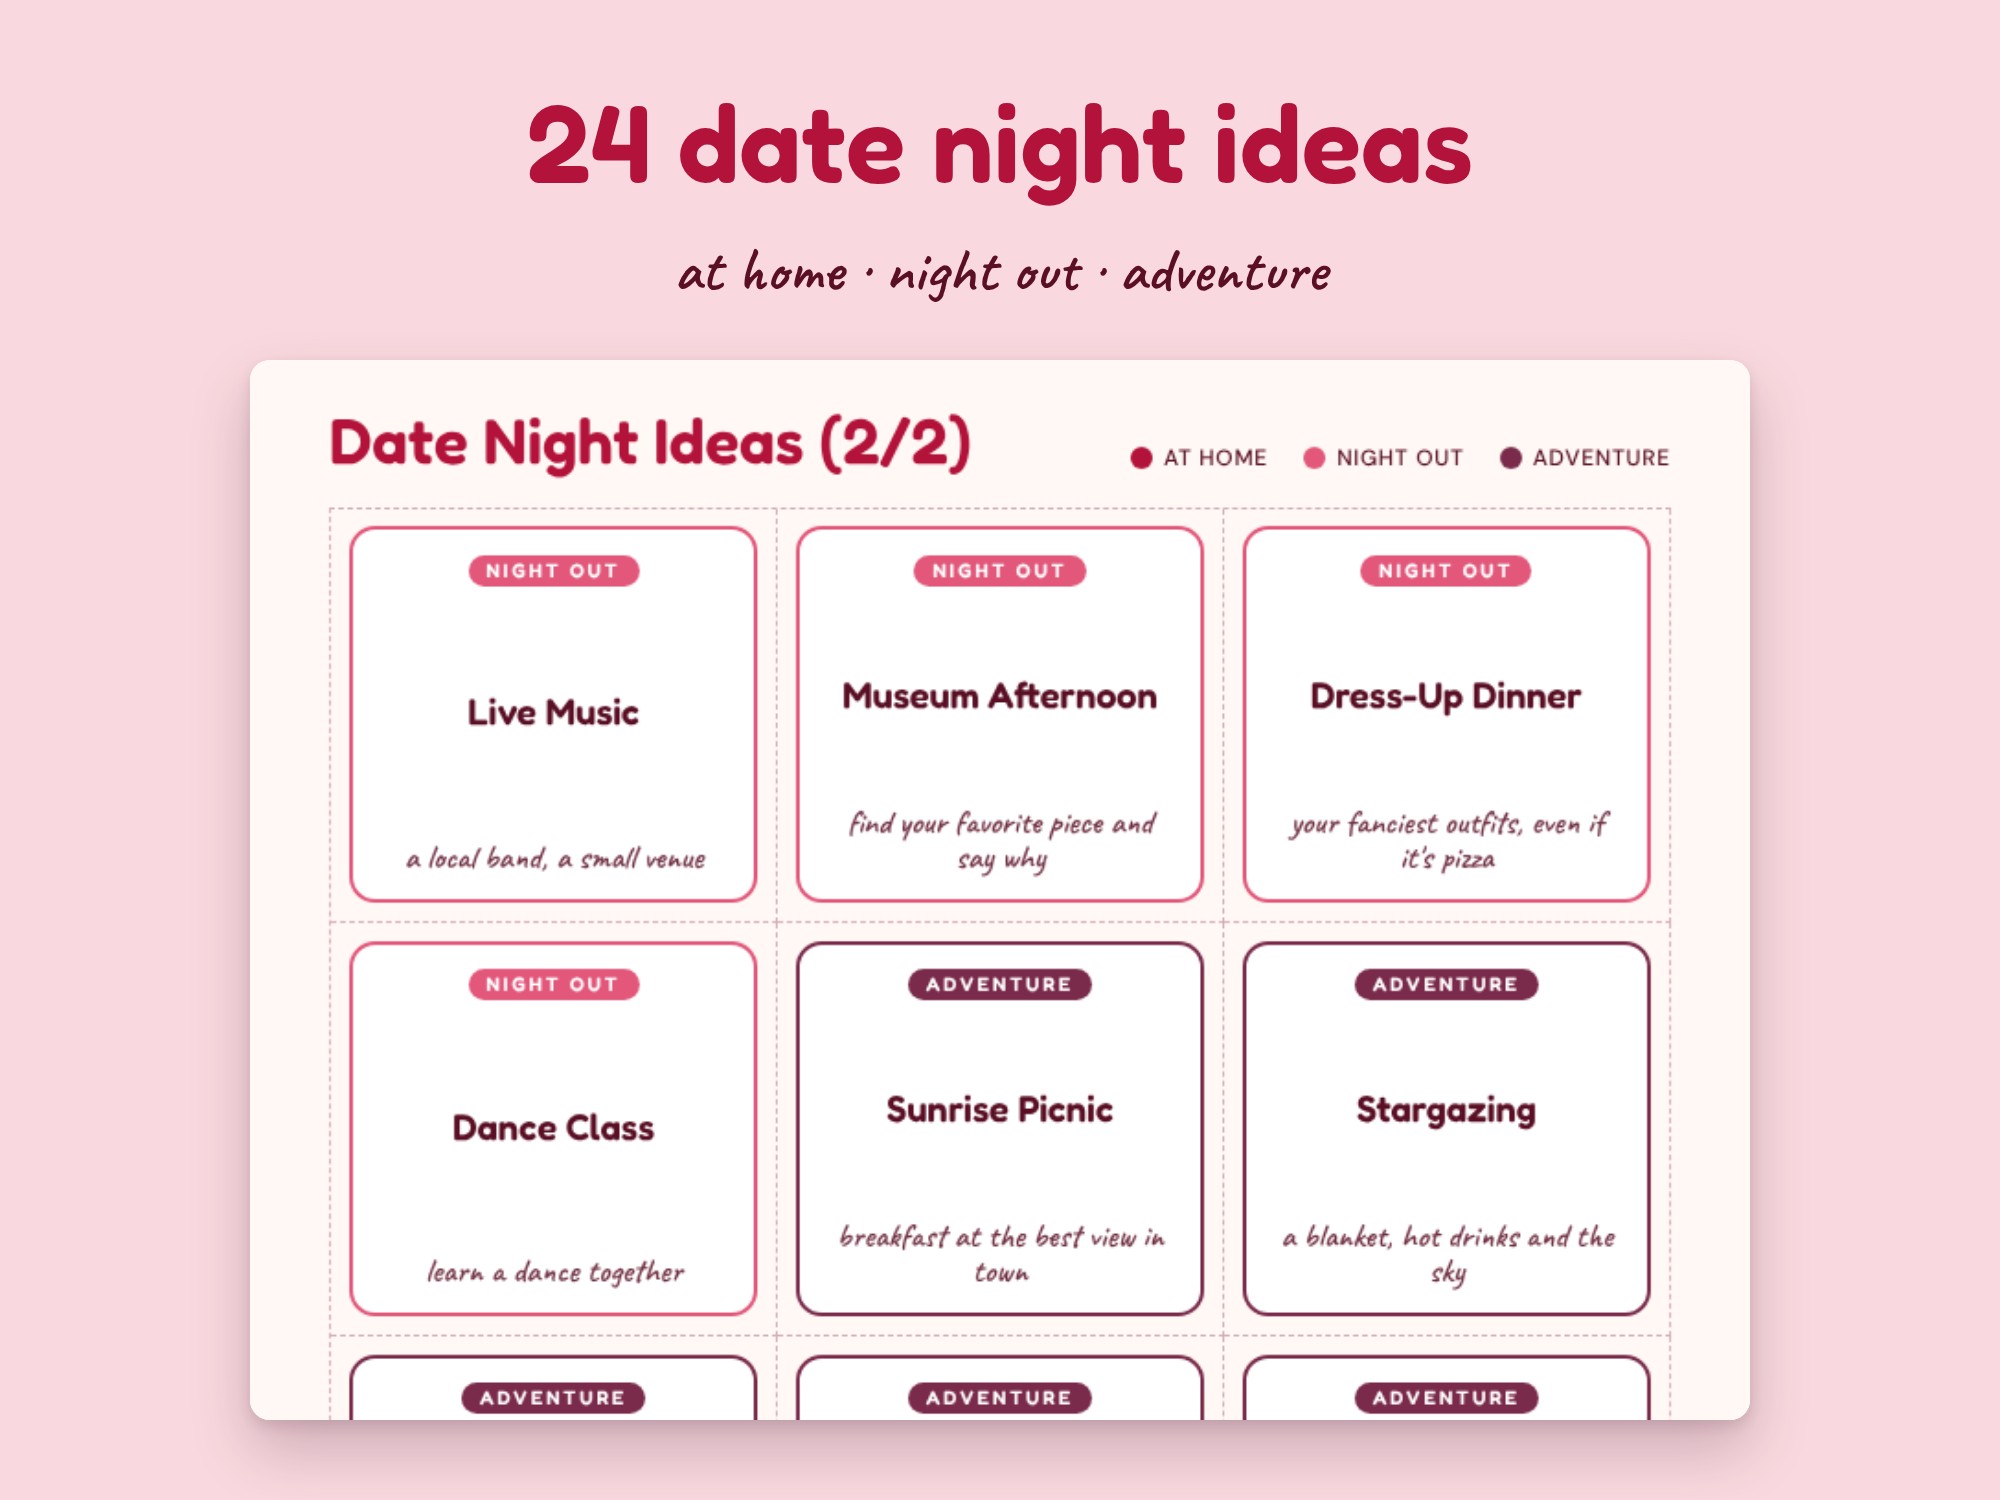 24 date night ideas
at home · night out · adventure
Date Night Ideas (2/2)
AT HOME NIGHT OUT ADVENTURE
NIGHT OUT
Live Music
a local band, a small venue
NIGHT OUT
Museum Afternoon
find your favorite piece and
say why
NIGHT OUT
Dress-Up Dinner
your fanciest outfits, even if
it's pizza
NIGHT OUT
Dance Class
learn a dance together
ADVENTURE
Sunrise Picnic
breakfast at the best view in
town
ADVENTURE
Stargazing
a blanket, hot drinks and the
sky
ADVENTURE
ADVENTURE
ADVENTURE